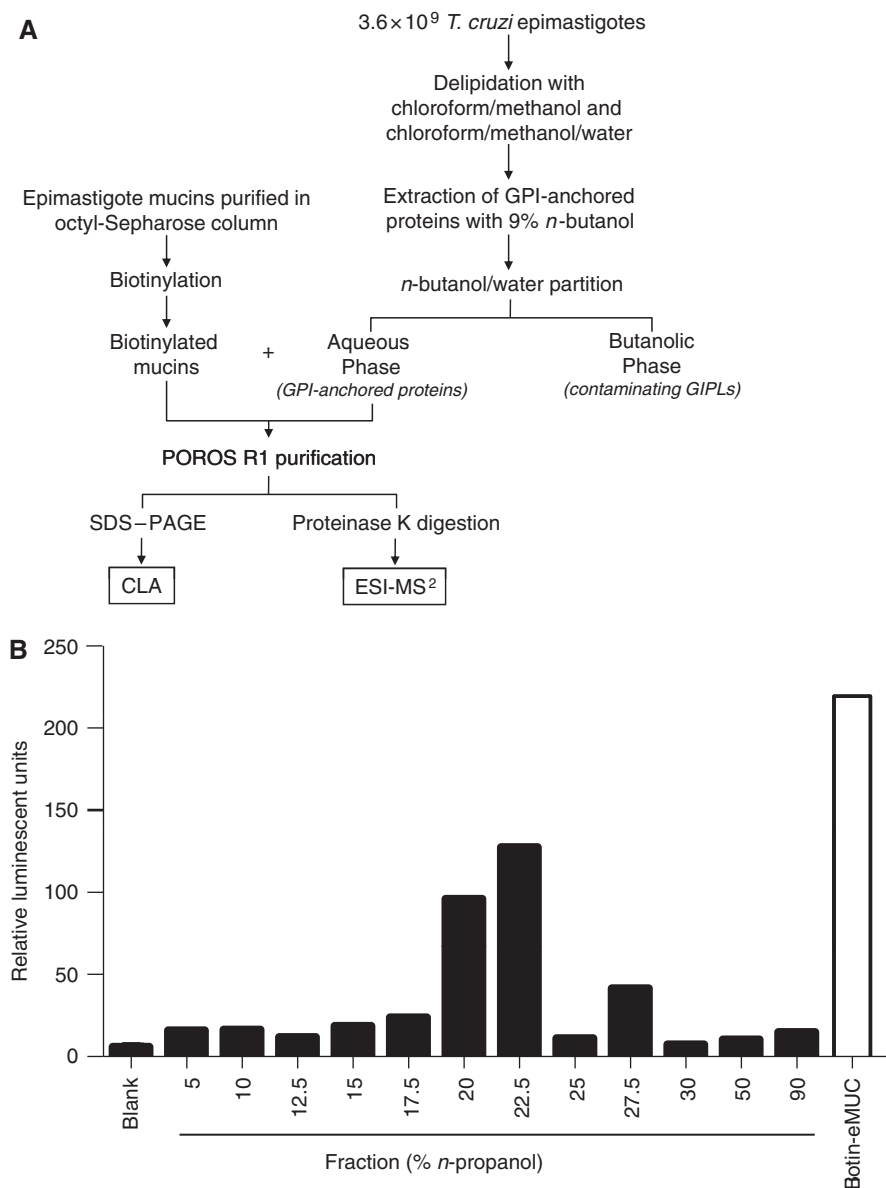 A
3.6×10⁹ T. cruzi epimastigotes
Delipidation with
chloroform/methanol and
chloroform/methanol/water
Epimastigote mucins purified in
octyl-Sepharose column
Extraction of GPI-anchored
proteins with 9% n-butanol
Biotinylation
n-butanol/water partition
Biotinylated
mucins
+
Aqueous
Phase
(GPI-anchored proteins)
Butanolic
Phase
(contaminating GIPLs)
POROS R1 purification
SDS–PAGE
Proteinase K digestion
CLA
ESI-MS²
B
Relative luminescent units
250
200
150
100
50
0
Blank
5
10
12.5
15
17.5
20
22.5
25
27.5
30
50
90
Botin-eMUC
Fraction (% n-propanol)